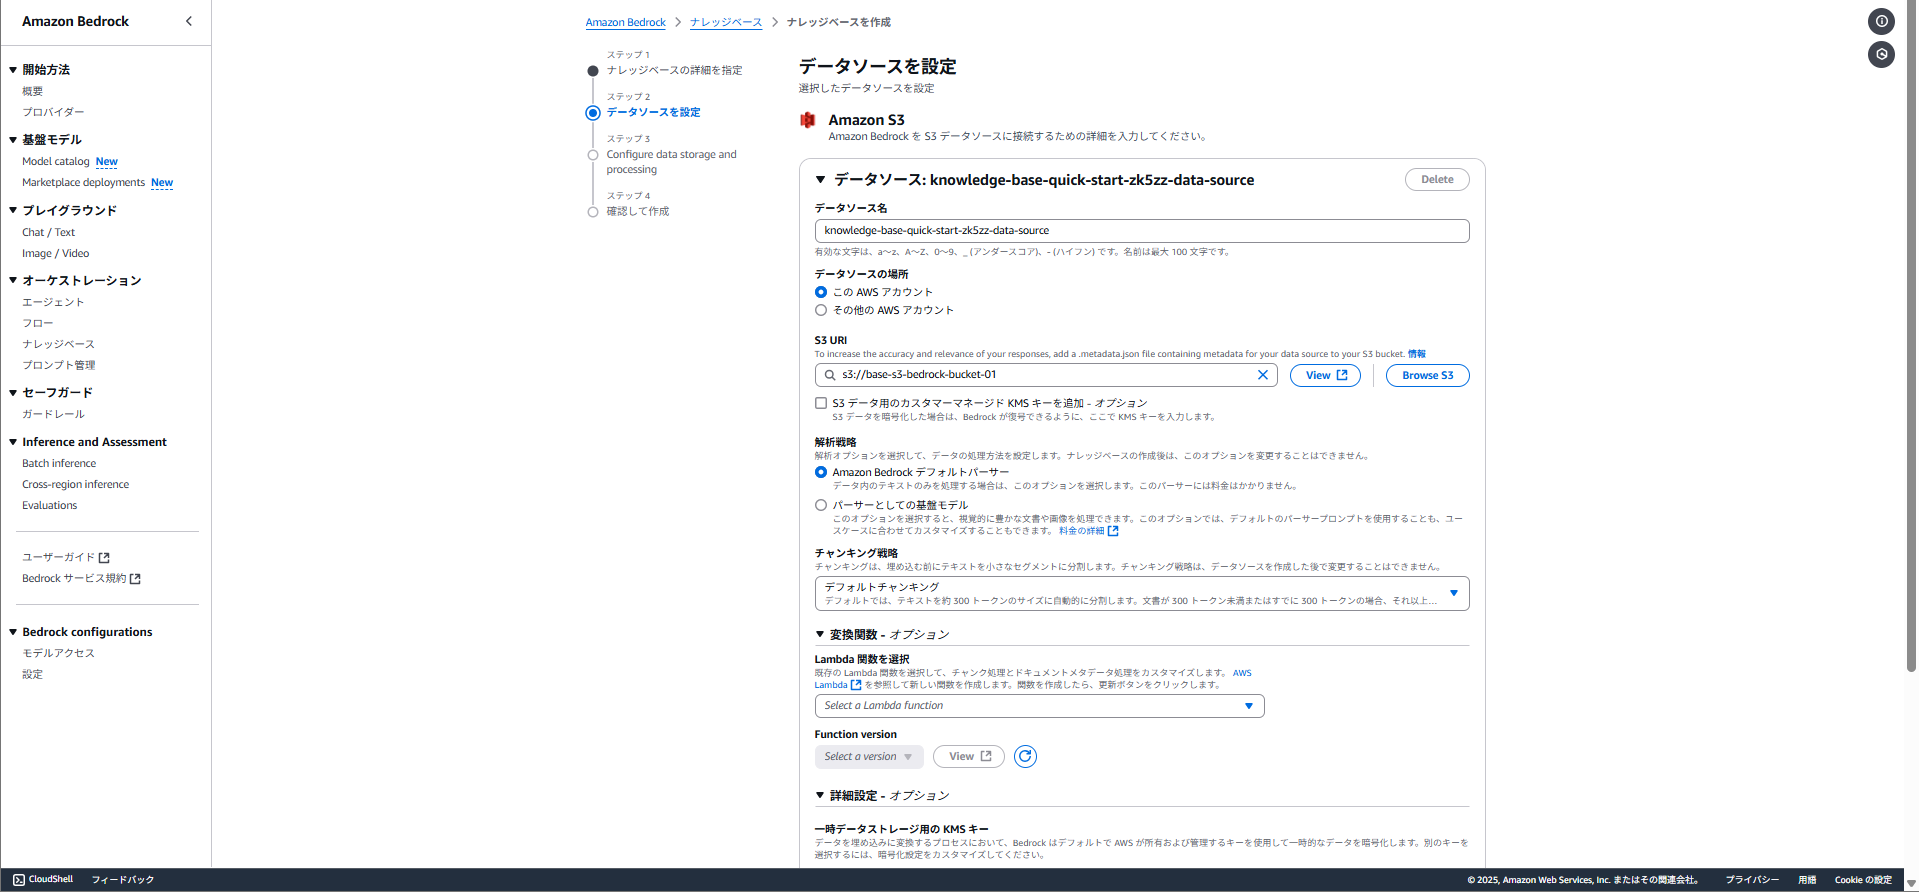 Amazon Bedrock
開始方法
概要
プロバイダー
基盤モデル
Model catalog New
Marketplace deployments New
プレイグラウンド
Chat / Text
Image / Video
オーケストレーション
エージェント
フロー
ナレッジベース
プロンプト管理
セーフガード
ガードレール
Inference and Assessment
Batch inference
Cross-region inference
Evaluations
ユーザーガイド
Bedrock サービス規約
Bedrock configurations
モデルアクセス
設定
Amazon Bedrock > ナレッジベース > ナレッジベースを作成
ステップ 1
ナレッジベースの詳細を指定
ステップ 2
データソースを設定
ステップ 3
Configure data storage and
processing
ステップ 4
確認して作成
データソースを設定
選択したデータソースを設定
Amazon S3
Amazon Bedrock を S3 データソースに接続するための詳細を入力してください。
データソース: knowledge-base-quick-start-zk5zz-data-source
Delete
データソース名
knowledge-base-quick-start-zk5zz-data-source
有効な文字は、a～z、A～Z、0～9、_ (アンダースコア)、- (ハイフン) です。名前は最大 100 文字です。
データソースの場所
この AWS アカウント
その他の AWS アカウント
S3 URI
To increase the accuracy and relevance of your responses, add a .metadata.json file containing metadata for your data source to your S3 bucket. 情報
s3://base-s3-bedrock-bucket-01
View
Browse S3
S3 データ用のカスタマーマネージド KMS キーを追加 - オプション
S3 データを暗号化した場合は、Bedrock が復号できるように、ここで KMS キーを入力します。
解析戦略
解析オプションを選択して、データの処理方法を設定します。ナレッジベースの作成後は、このオプションを変更することはできません。
Amazon Bedrock デフォルトパーサー
データ内のテキストのみを処理する場合は、このオプションを選択します。このパーサーには料金はかかりません。
パーサーとしての基盤モデル
このオプションを選択すると、視覚的に豊かな文書や画像を処理できます。このオプションでは、デフォルトのパーサープロンプトを使用することも、ユー
スケースに合わせてカスタマイズすることもできます。 料金の詳細
チャンキング戦略
チャンキングは、埋め込む前にテキストを小さなセグメントに分割します。チャンキング戦略は、データソースを作成した後で変更することはできません。
デフォルトチャンキング
デフォルトでは、テキストを約 300 トークンのサイズに自動的に分割します。文書が 300 トークン未満またはすでに 300 トークンの場合、それ以上...
変換関数 - オプション
Lambda 関数を選択
既存の Lambda 関数を選択して、チャンク処理とドキュメントメタデータ処理をカスタマイズします。 AWS
Lambda を参照して新しい関数を作成します。関数を作成したら、更新ボタンをクリックします。
Select a Lambda function
Function version
Select a version
View
詳細設定 - オプション
一時データストレージ用の KMS キー
データを埋め込みに変換するプロセスにおいて、Bedrock はデフォルトで AWS が所有および管理するキーを使用して一時的なデータを暗号化します。別のキーを
選択するには、暗号化設定をカスタマイズしてください。
CloudShell フィードバック
© 2025, Amazon Web Services, Inc. またはその関連会社。 プライバシー 用語 Cookie の設定